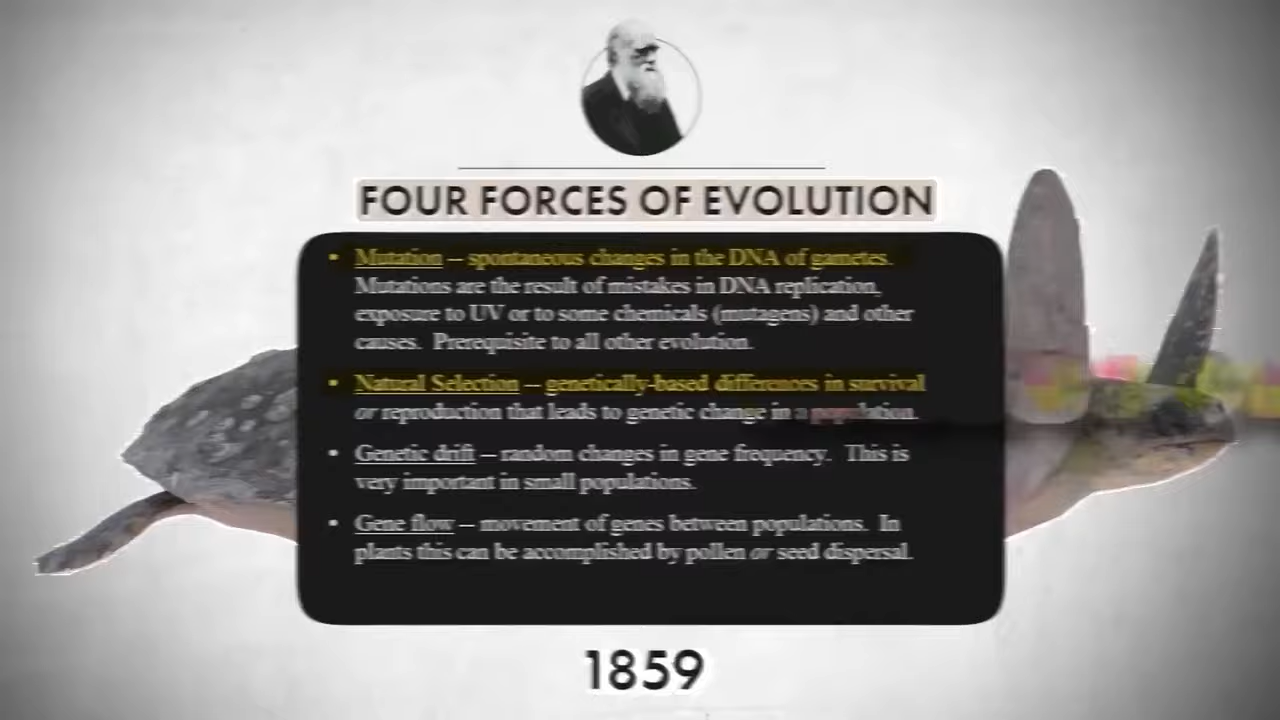 FOUR FORCES OF EVOLUTION
• Mutation – spontaneous changes in the DNA of gametes.
Mutations are the result of mistakes in DNA replication,
exposure to UV or to some chemicals (mutagens) and other
causes. Prerequisite to all other evolution.
• Natural Selection – genetically-based differences in survival
or reproduction that leads to genetic change in a population.
• Genetic drift – random changes in gene frequency. This is
very important in small populations.
• Gene flow – movement of genes between populations. In
plants this can be accomplished by pollen or seed dispersal.
1859